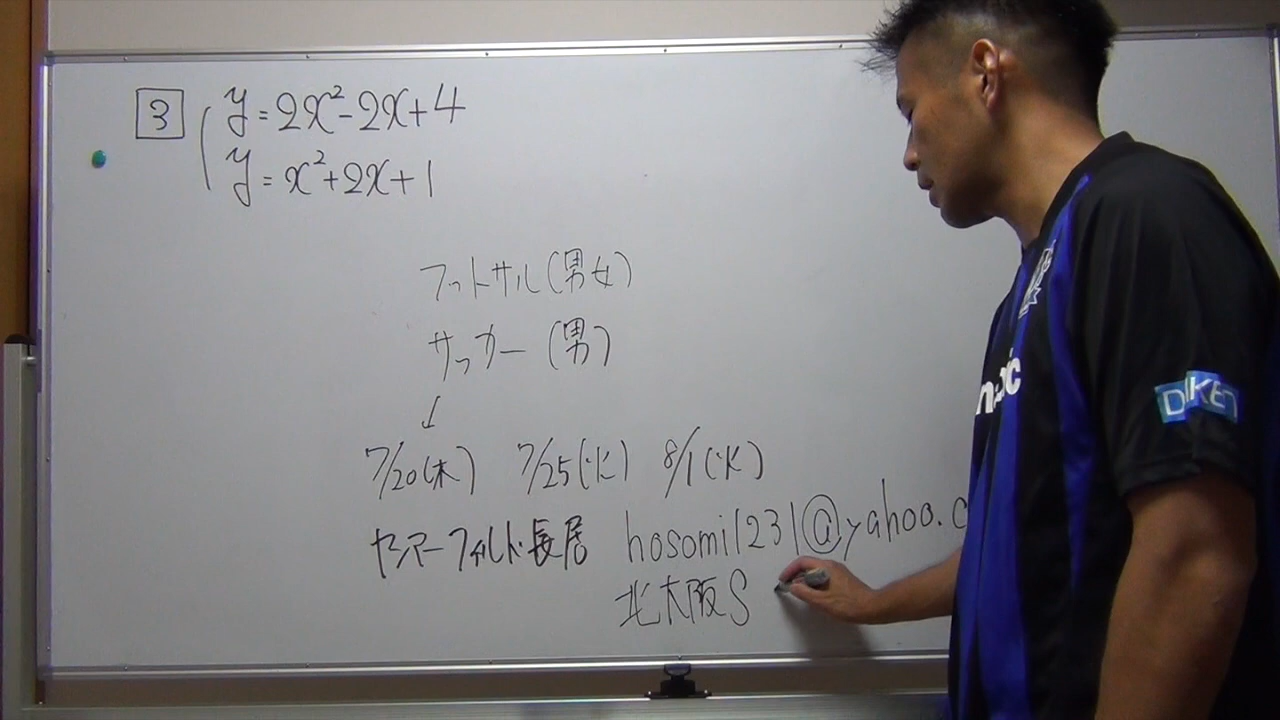 3 y=2x²-2x+4
y=x²+2x+1
フットサル(男女)
サッカー(男)
↓
7/20(木) 7/25(火) 8/1(火)
ヤンマーフィールド長居 hosomi1231@yahoo.c
北大阪S
DAIKEN